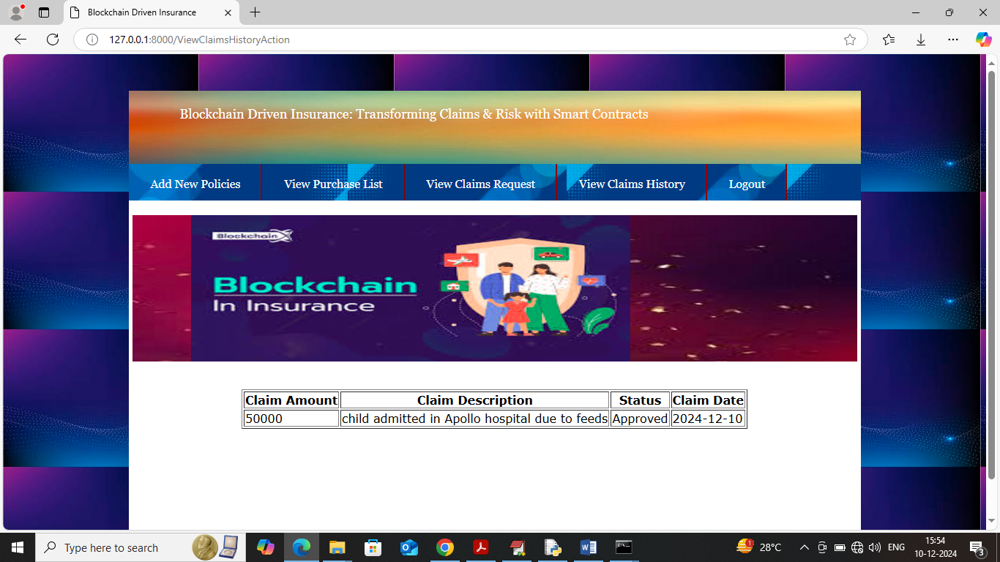 Blockchain Driven Insurance
127.0.0.1:8000/ViewClaimsHistoryAction
Blockchain Driven Insurance: Transforming Claims & Risk with Smart Contracts
Add New Policies View Purchase List View Claims Request View Claims History Logout
Blockchain
Blockchain
In Insurance
Claim Amount Claim Description Status Claim Date
50000 child admitted in Apollo hospital due to feeds Approved 2024-12-10
Type here to search 1 28°C ENG 15:54
10-12-2024 3